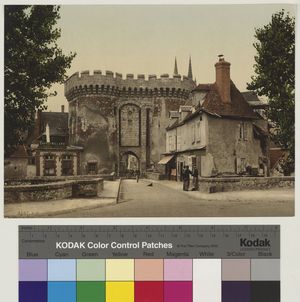 Kodak
KODAK Color Control Patches
Blue Cyan Green Yellow Red Magenta White 3/Color Black